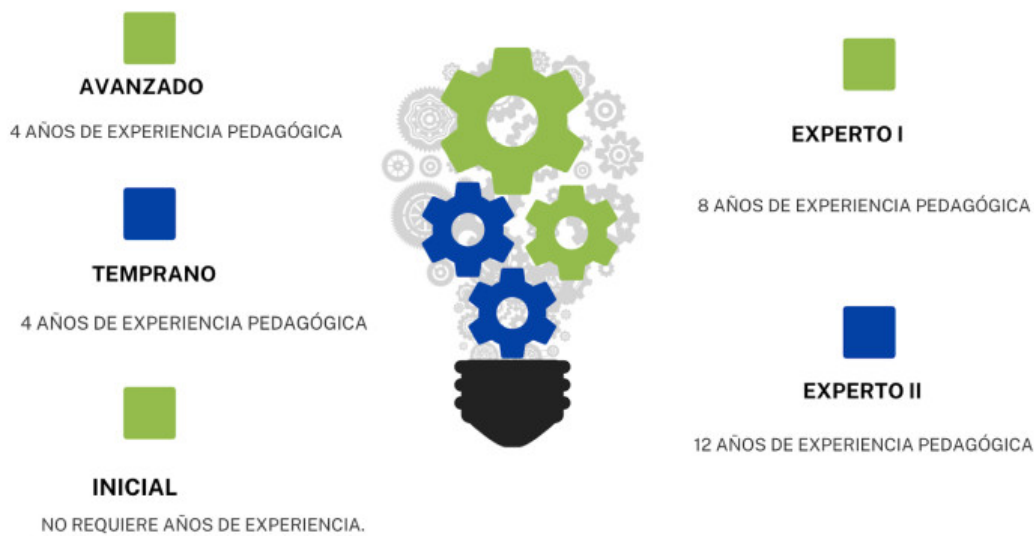 AVANZADO
4 AÑOS DE EXPERIENCIA PEDAGÓGICA
TEMPRANO
4 AÑOS DE EXPERIENCIA PEDAGÓGICA
INICIAL
NO REQUIERE AÑOS DE EXPERIENCIA.
EXPERTO I
8 AÑOS DE EXPERIENCIA PEDAGÓGICA
EXPERTO II
12 AÑOS DE EXPERIENCIA PEDAGÓGICA